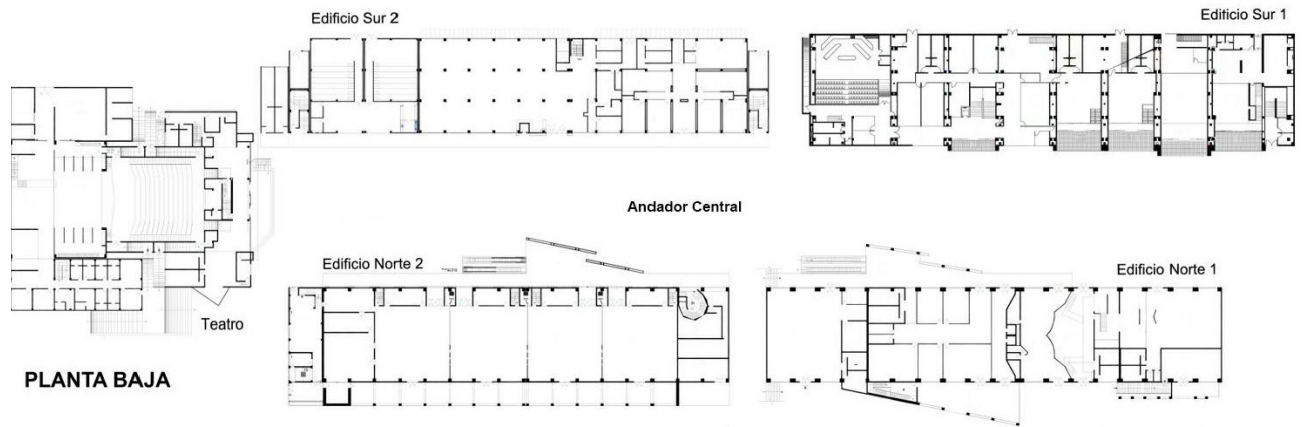 Edificio Sur 2
Edificio Sur 1
Andador Central
Edificio Norte 2
Edificio Norte 1
Teatro
PLANTA BAJA